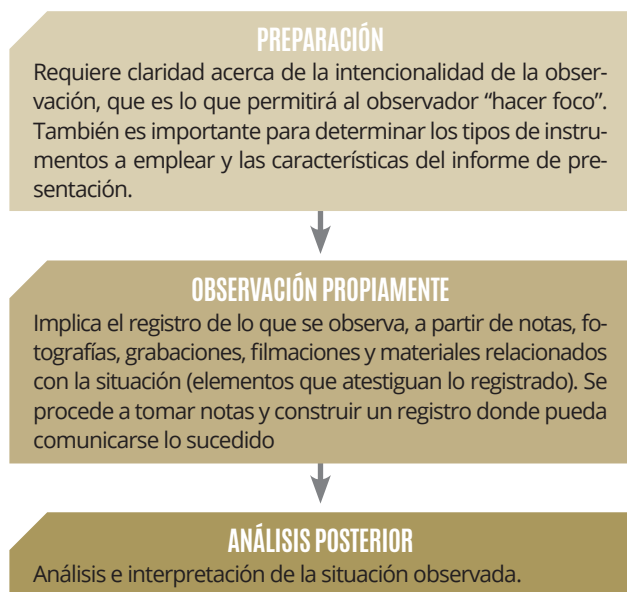 PREPARACIÓN
Requiere claridad acerca de la intencionalidad de la obser-
vación, que es lo que permitirá al observador “hacer foco”.
También es importante para determinar los tipos de instru-
mentos a emplear y las características del informe de pre-
sentación.
OBSERVACIÓN PROPIAMENTE
Implica el registro de lo que se observa, a partir de notas, fo-
tografías, grabaciones, filmaciones y materiales relacionados
con la situación (elementos que atestiguan lo registrado). Se
procede a tomar notas y construir un registro donde pueda
comunicarse lo sucedido
ANÁLISIS POSTERIOR
Análisis e interpretación de la situación observada.